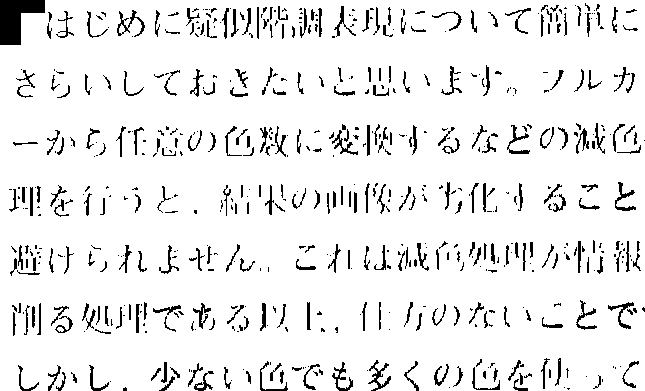 はじめに疑似階調表現について簡単に
さらいしておきたいと思います。フルカ
ーから任意の色数に変換するなどの減色
理を行うと、結果の画像が劣化すること
避けられません。これは減色処理が情報
削る処理である以上、仕方のないことで
しかし、少ない色でも多くの色を使って